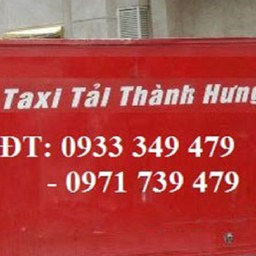 Taxi Tải Thành Hưng
ĐT: 0933 349 479
- 0971 739 479